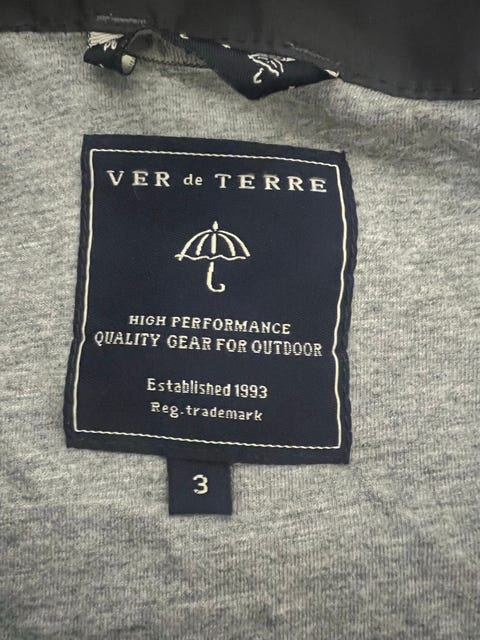 VER de TERRE
HIGH PERFORMANCE
QUALITY GEAR FOR OUTDOOR
Established 1993
Reg. trademark
3